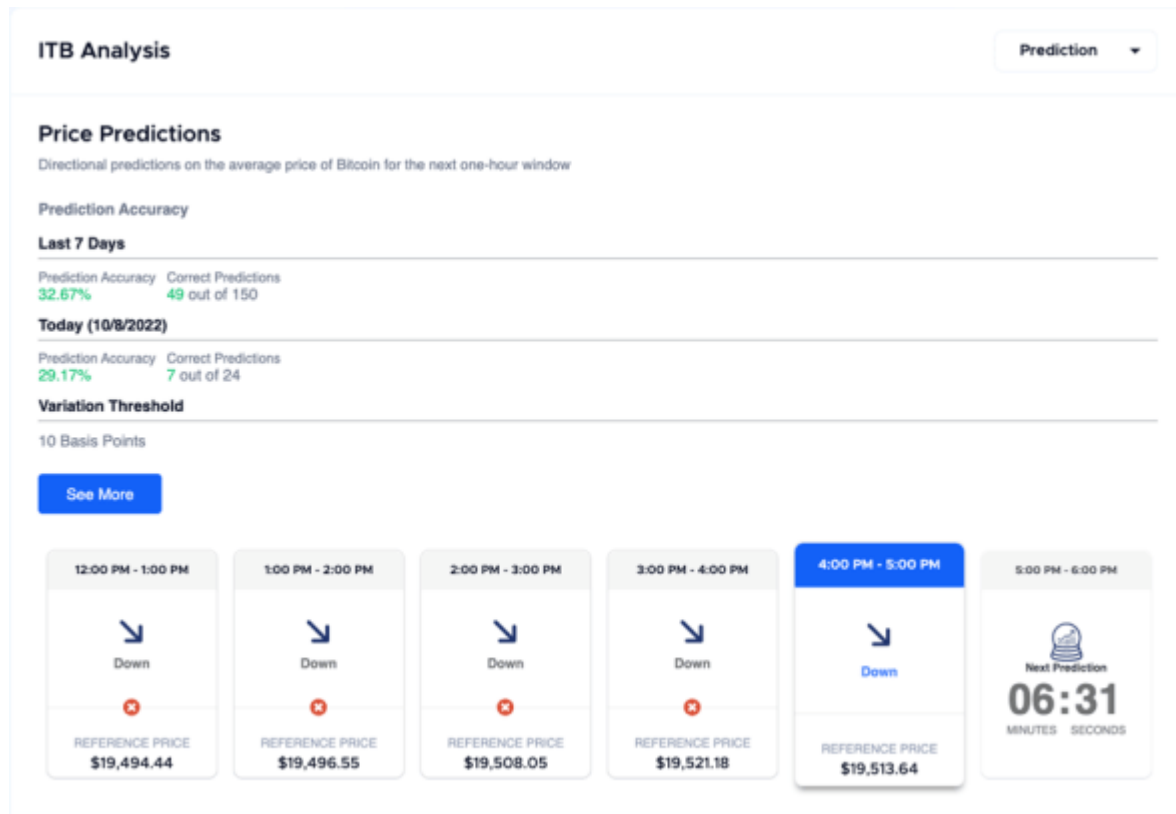 ITB Analysis
Prediction
Price Predictions
Directional predictions on the average price of Bitcoin for the next one-hour window
Prediction Accuracy
Last 7 Days
Prediction Accuracy Correct Predictions
32.67% 49 out of 150
Today (10/8/2022)
Prediction Accuracy Correct Predictions
29.17% 7 out of 24
Variation Threshold
10 Basis Points
See More
12:00 PM - 1:00 PM 1:00 PM - 2:00 PM 2:00 PM - 3:00 PM 3:00 PM - 4:00 PM 4:00 PM - 5:00 PM 5:00 PM - 6:00 PM
Down Down Down Down Down Next Prediction
06:31
MINUTES SECONDS
REFERENCE PRICE REFERENCE PRICE REFERENCE PRICE REFERENCE PRICE REFERENCE PRICE
$19,494.44 $19,496.55 $19,508.05 $19,521.18 $19,513.64